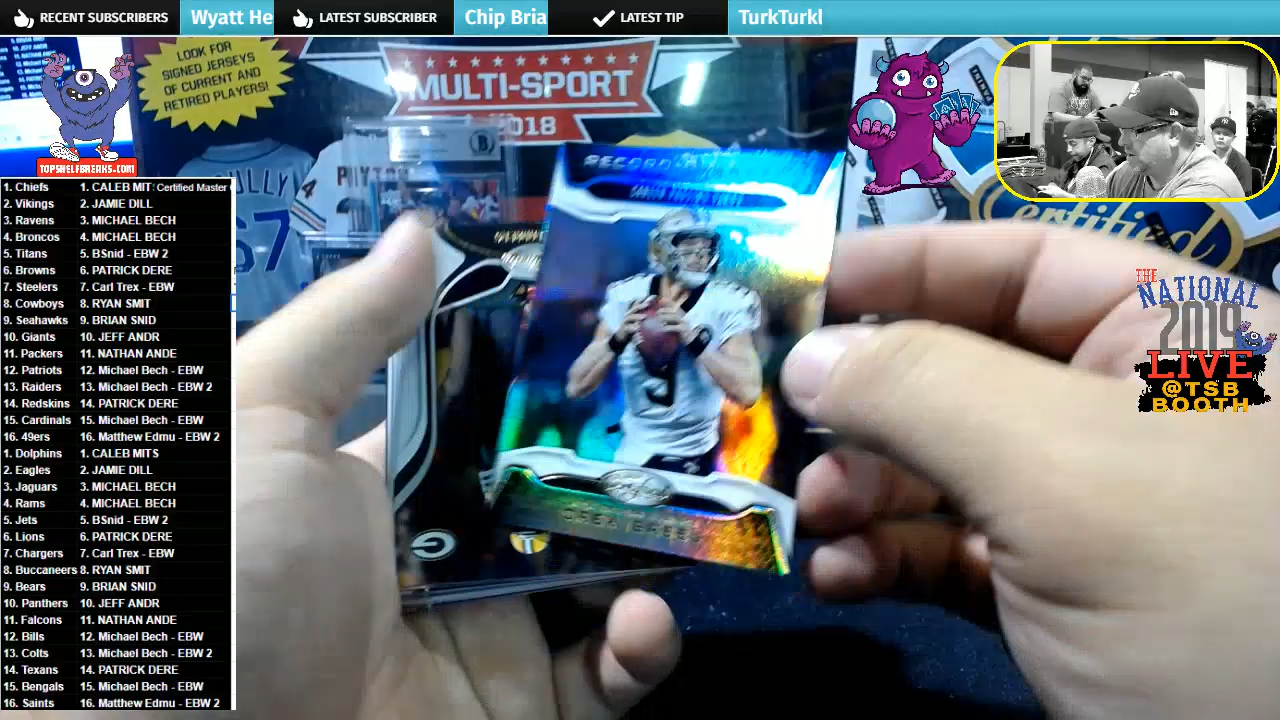 RECENT SUBSCRIBERS
Wyatt He
LATEST SUBSCRIBER
Chip Bria
LATEST TIP
TurkTurkl
LOOK FOR
SIGNED JERSEYS
OF CURRENT AND
RETIRED PLAYERS!
MULTI-SPORT
2018
TOPSHELFBREAKS.COM
1. Chiefs 1. CALEB MIT: Certified Master
2. Vikings 2. JAMIE DILL
3. Ravens 3. MICHAEL BECH
4. Broncos 4. MICHAEL BECH
5. Titans 5. BSnid - EBW 2
6. Browns 6. PATRICK DERE
7. Steelers 7. Carl Trex - EBW
8. Cowboys 8. RYAN SMIT
9. Seahawks 9. BRIAN SNID
10. Giants 10. JEFF ANDR
11. Packers 11. NATHAN ANDE
12. Patriots 12. Michael Bech - EBW
13. Raiders 13. Michael Bech - EBW 2
14. Redskins 14. PATRICK DERE
15. Cardinals 15. Michael Bech - EBW
16. 49ers 16. Matthew Edmu - EBW 2
1. Dolphins 1. CALEB MITS
2. Eagles 2. JAMIE DILL
3. Jaguars 3. MICHAEL BECH
4. Rams 4. MICHAEL BECH
5. Jets 5. BSnid - EBW 2
6. Lions 6. PATRICK DERE
7. Chargers 7. Carl Trex - EBW
8. Buccaneers 8. RYAN SMIT
9. Bears 9. BRIAN SNID
10. Panthers 10. JEFF ANDR
11. Falcons 11. NATHAN ANDE
12. Bills 12. Michael Bech - EBW
13. Colts 13. Michael Bech - EBW 2
14. Texans 14. PATRICK DERE
15. Bengals 15. Michael Bech - EBW
16. Saints 16. Matthew Edmu - EBW 2
67
9
DREW BREES
PANINI
Certified
THE
NATIONAL
2019
LIVE
@TSB
BOOTH